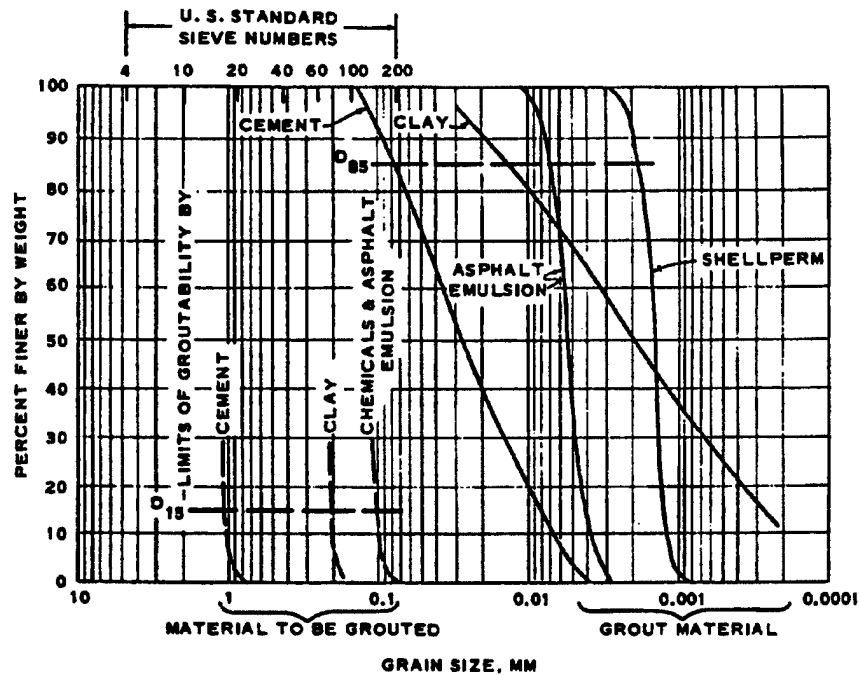 U. S. STANDARD
SIEVE NUMBERS
4 10 20 40 60 100 200
100
90
80
70
60
50
40
30
20
10
0
PERCENT FINER BY WEIGHT
CEMENT
CLAY
D85
LIMITS OF GROUTABILITY BY
CEMENT
CLAY
CHEMICALS & ASPHALT
EMULSION
ASPHALT
EMULSION
SHELLPERM
D15
10 1 0.1 0.01 0.001 0.0001
MATERIAL TO BE GROUTED
GROUT MATERIAL
GRAIN SIZE, MM